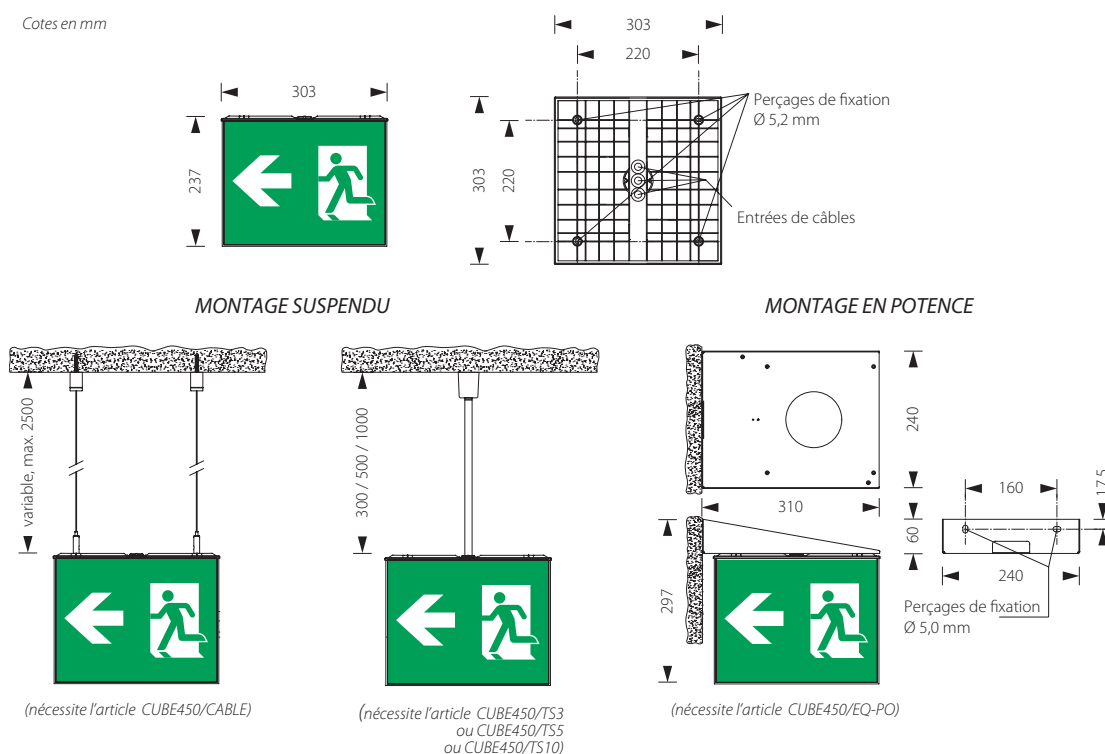 Cotes en mm
303
220
303
237
303
220
Perçages de fixation
Ø 5,2 mm
Entrées de câbles
MONTAGE SUSPENDU
MONTAGE EN POTENCE
variable, max. 2500
300 / 500 / 1000
240
310
160
17,5
60
240
297
Perçages de fixation
Ø 5,0 mm
(nécessite l'article CUBE450/CABLE)
(nécessite l'article CUBE450/TS3
ou CUBE450/TS5
ou CUBE450/TS10)
(nécessite l'article CUBE450/EQ-PO)